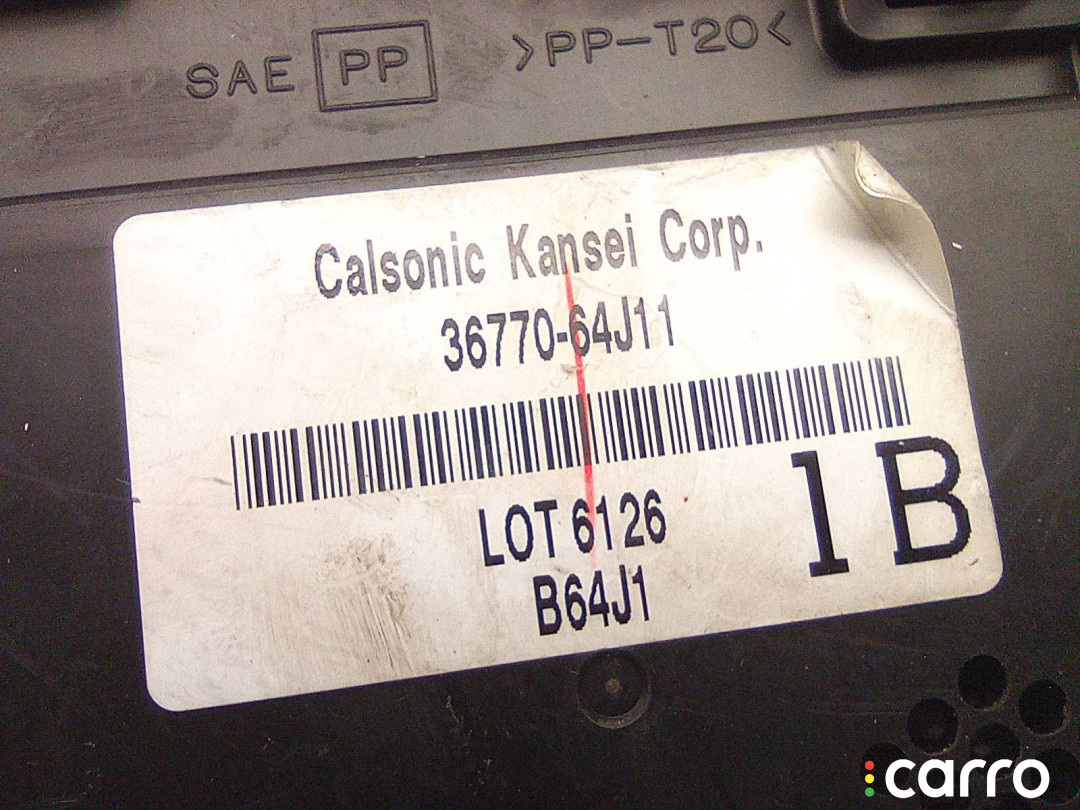 SAE PP >PP-T20<
Calsonic Kansei Corp.
36770-64J11
LOT 6126
B64J1
1B
carro